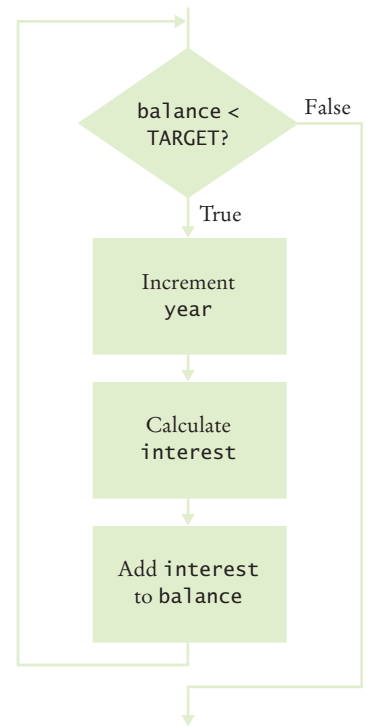 balance <
TARGET?
False
True
Increment
year
Calculate
interest
Add interest
to balance